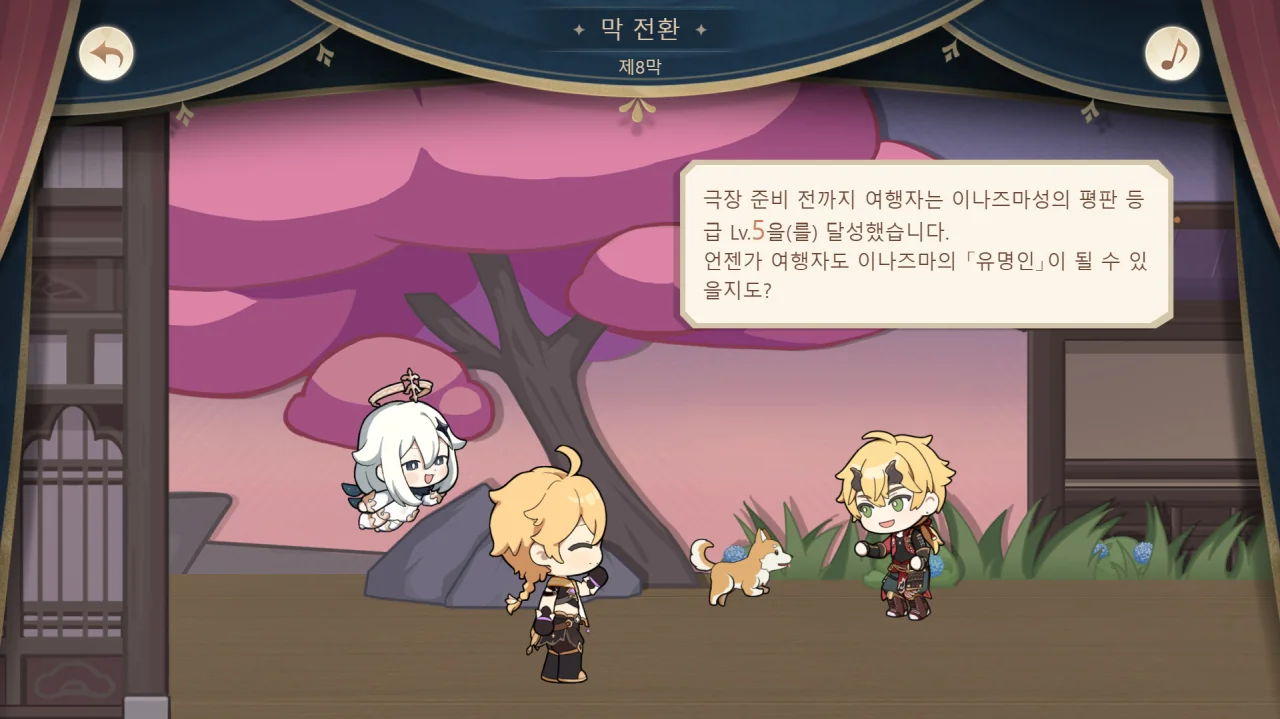 막 전환
제8막
극장 준비 전까지 여행자는 이나즈마성의 평판 등
급 Lv.5을(를) 달성했습니다.
언젠가 여행자도 이나즈마의 「유명인」이 될 수 있
을지도?